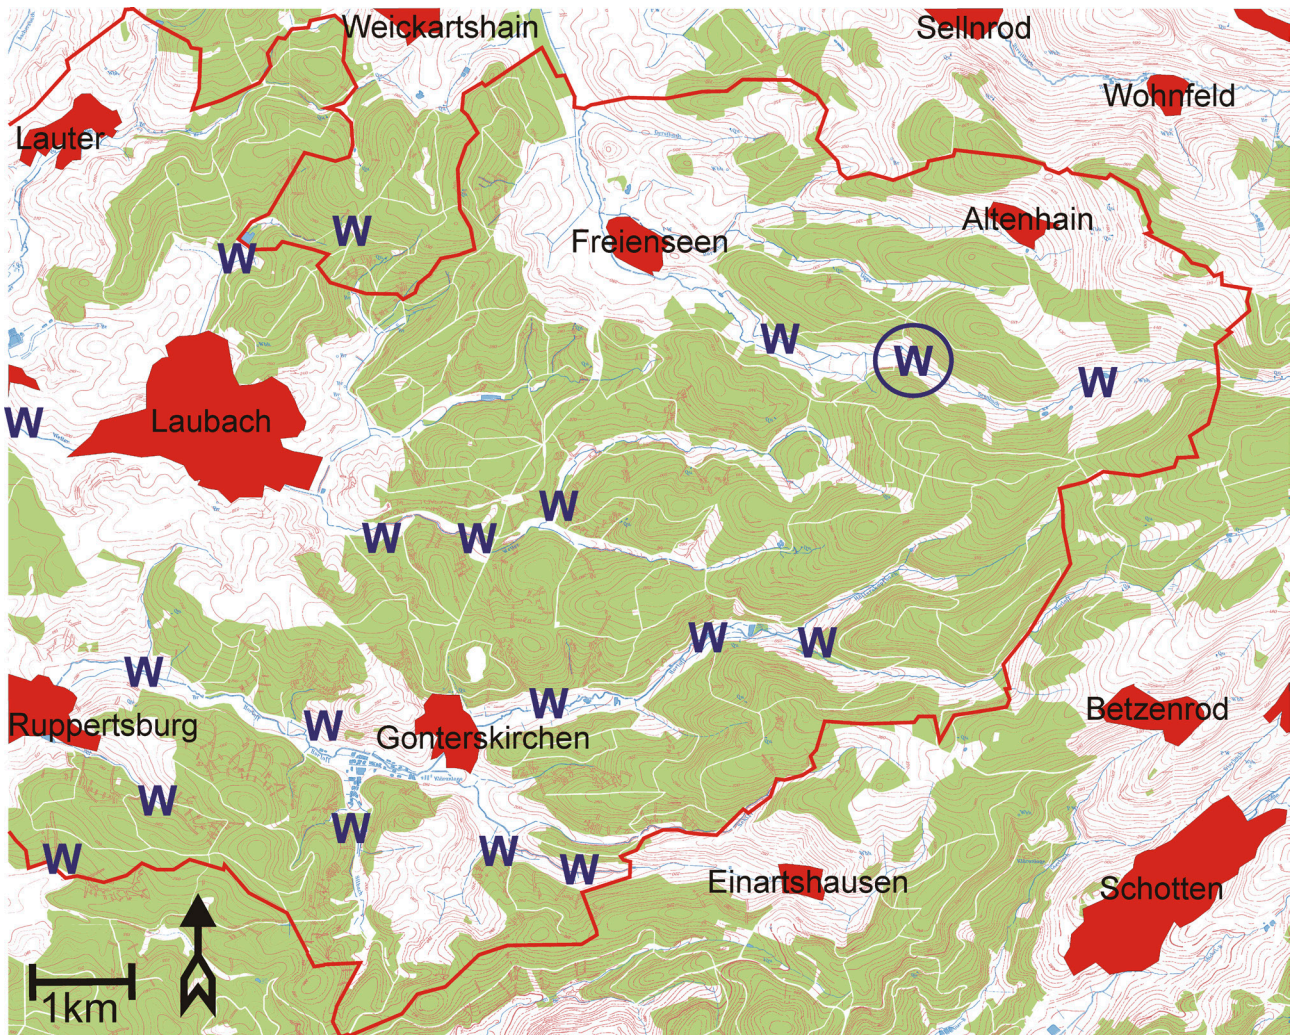 Weickartshain
Sellnrod
Wohnfeld
Lauter
W
W
Freienseen
Altenhain
W
W
W
W
Laubach
W
W
W
W
W
W
W
Ruppertsburg
W
Gonterskirchen
Betzenrod
W
W
W
W
W
Einartshausen
Schotten
1km